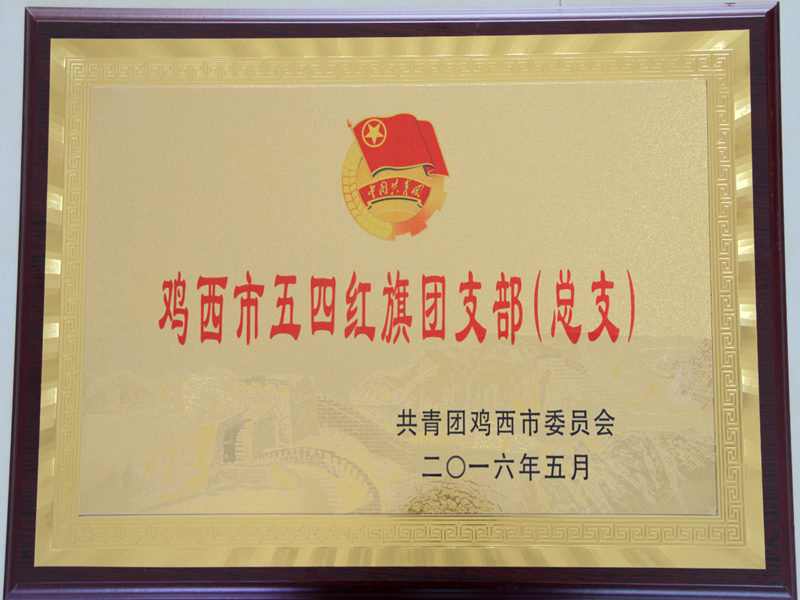 中国共青团
鸡西市五四红旗团支部(总支)
共青团鸡西市委员会
二〇一六年五月